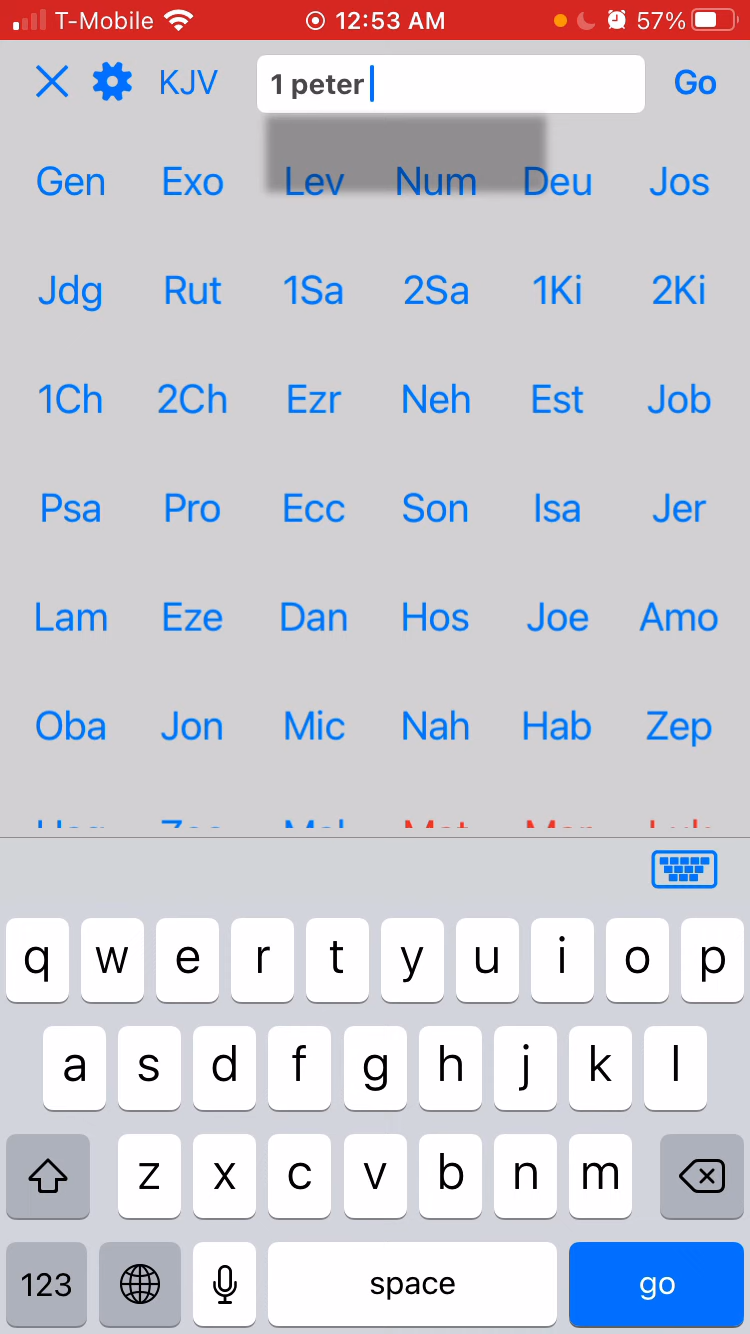 T-Mobile 12:53 AM 57%
KJV 1 peter Go
Gen Exo Lev Num Deu Jos
Jdg Rut 1Sa 2Sa 1Ki 2Ki
1Ch 2Ch Ezr Neh Est Job
Psa Pro Ecc Son Isa Jer
Lam Eze Dan Hos Joe Amo
Oba Jon Mic Nah Hab Zep
q w e r t y u i o p
a s d f g h j k l
z x c v b n m
123 space go